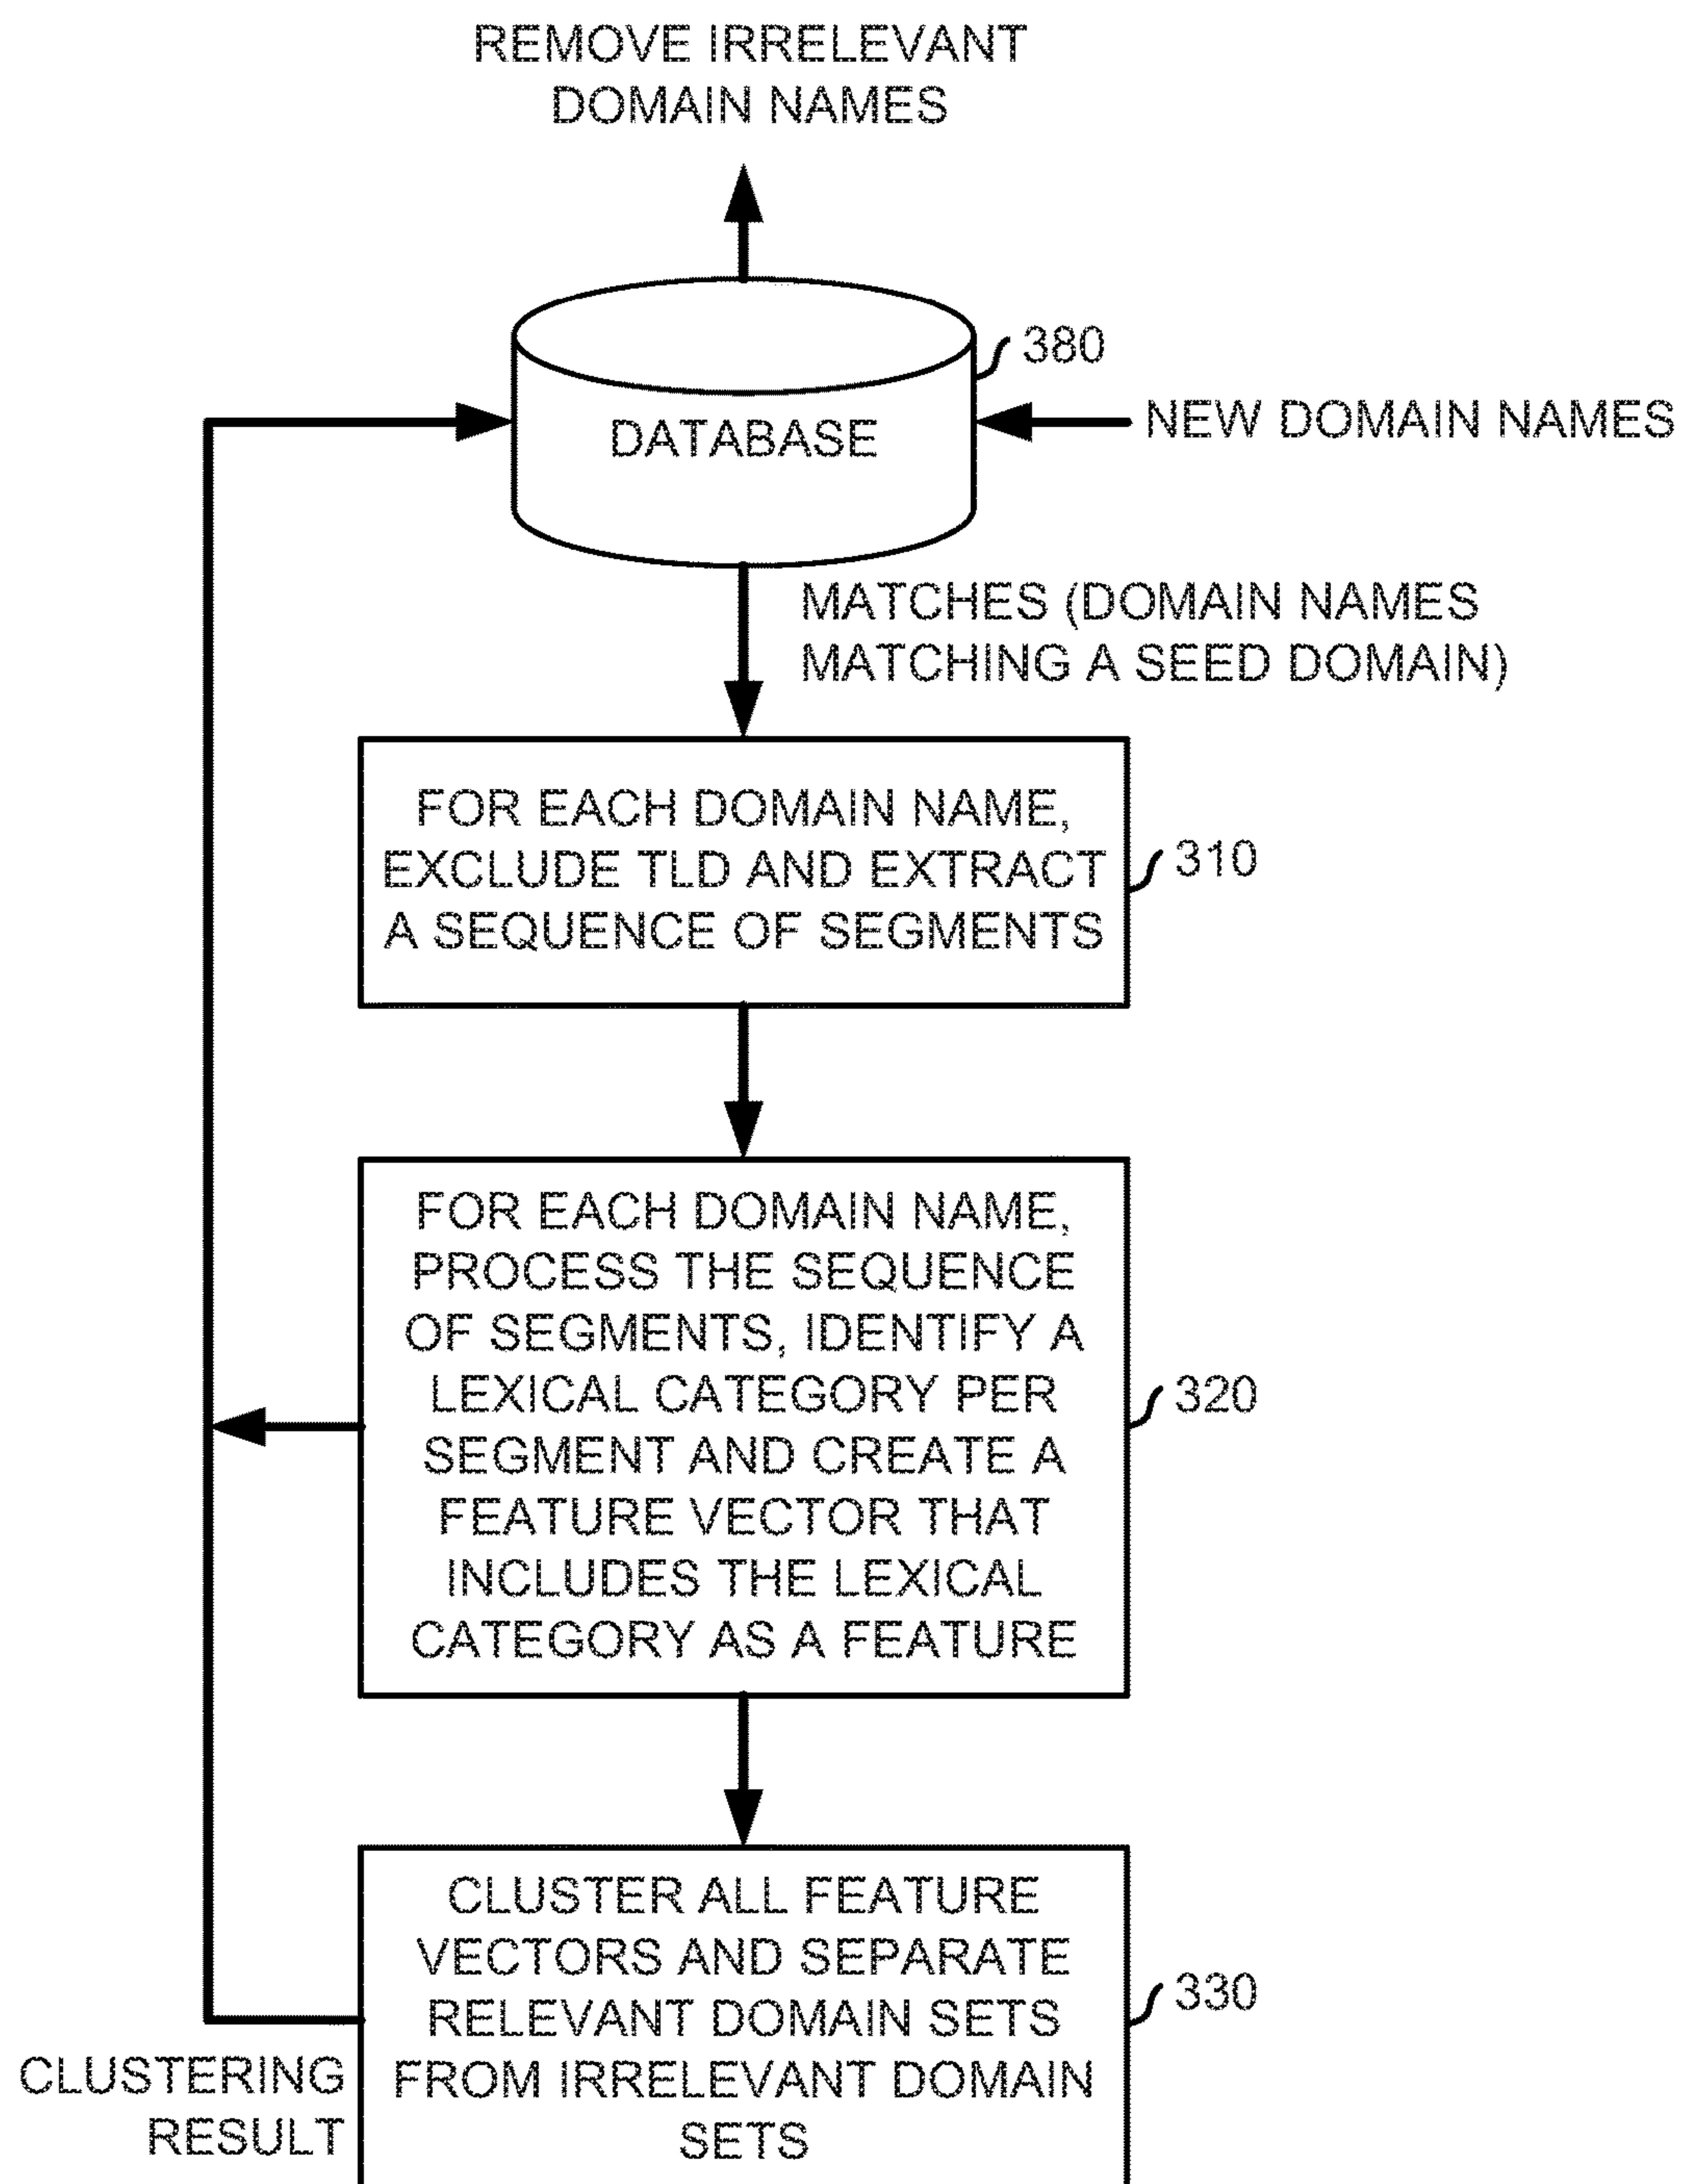 REMOVE IRRELEVANT
DOMAIN NAMES
380
DATABASE
NEW DOMAIN NAMES
MATCHES (DOMAIN NAMES
MATCHING A SEED DOMAIN)
FOR EACH DOMAIN NAME,
EXCLUDE TLD AND EXTRACT
A SEQUENCE OF SEGMENTS
310
FOR EACH DOMAIN NAME,
PROCESS THE SEQUENCE
OF SEGMENTS, IDENTIFY A
LEXICAL CATEGORY PER
SEGMENT AND CREATE A
FEATURE VECTOR THAT
INCLUDES THE LEXICAL
CATEGORY AS A FEATURE
320
CLUSTER ALL FEATURE
VECTORS AND SEPARATE
RELEVANT DOMAIN SETS
FROM IRRELEVANT DOMAIN
SETS
330
CLUSTERING
RESULT